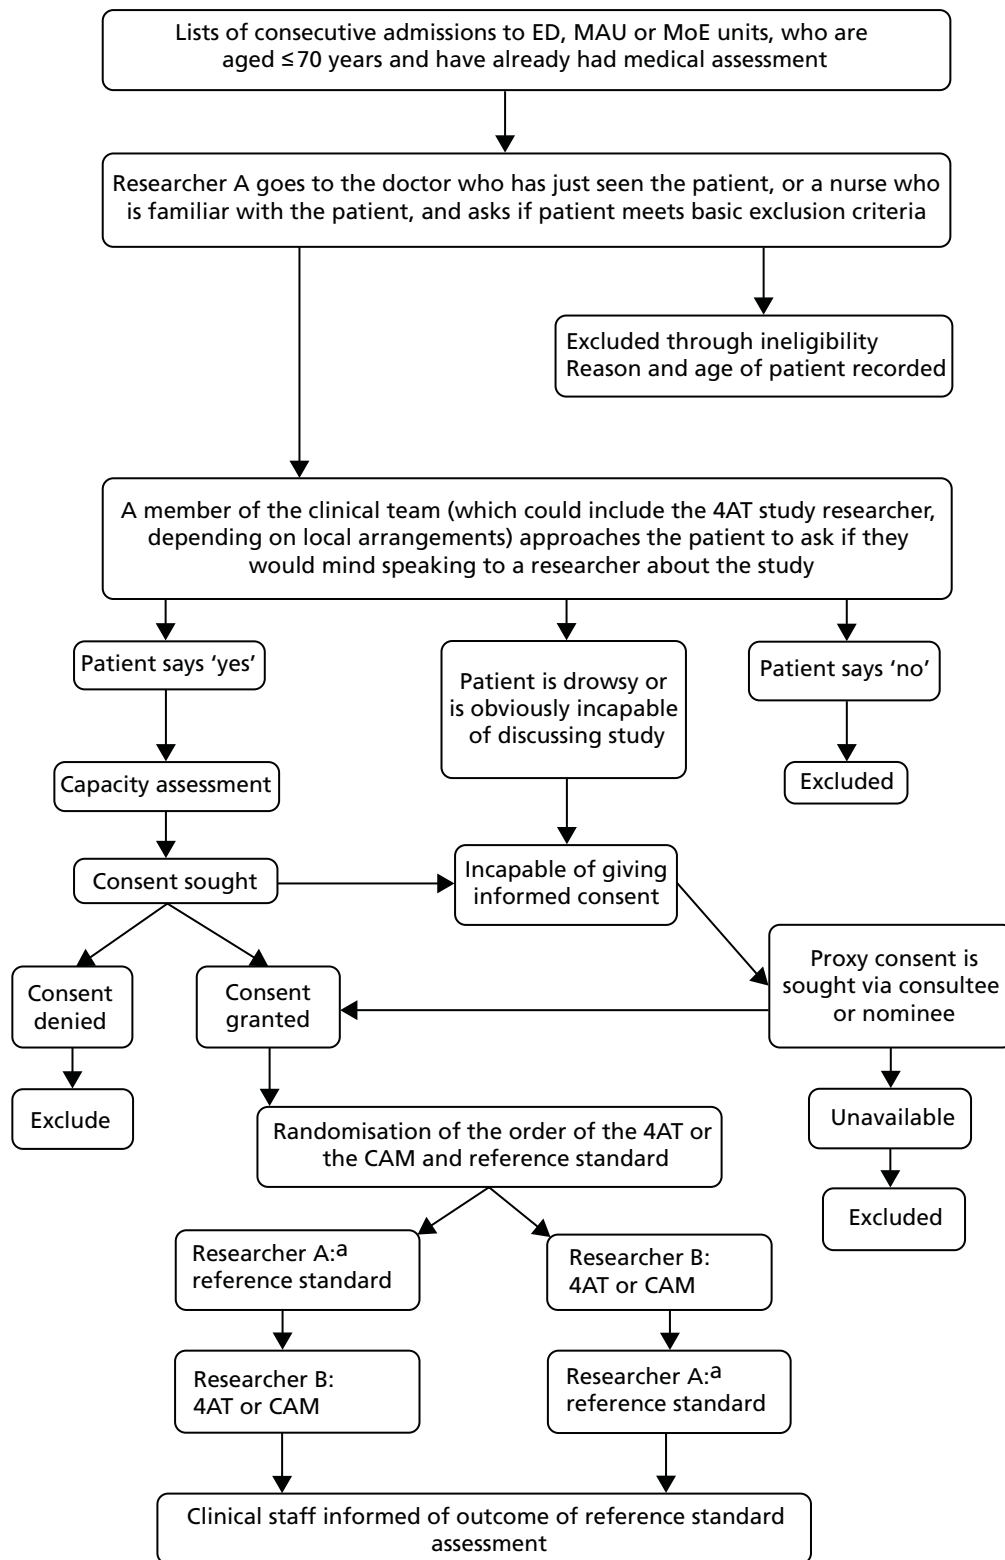 Lists of consecutive admissions to ED, MAU or MoE units, who are
aged ≤70 years and have already had medical assessment
Researcher A goes to the doctor who has just seen the patient, or a nurse who
is familiar with the patient, and asks if patient meets basic exclusion criteria
Excluded through ineligibility
Reason and age of patient recorded
A member of the clinical team (which could include the 4AT study researcher,
depending on local arrangements) approaches the patient to ask if they
would mind speaking to a researcher about the study
Patient says ‘yes’
Patient is drowsy or
is obviously incapable
of discussing study
Patient says ‘no’
Capacity assessment
Excluded
Consent sought
Incapable of giving
informed consent
Proxy consent is
sought via consultee
or nominee
Consent
denied
Consent
granted
Exclude
Unavailable
Randomisation of the order of the 4AT or
the CAM and reference standard
Excluded
Researcher A:a
reference standard
Researcher B:
4AT or CAM
Researcher B:
4AT or CAM
Researcher A:a
reference standard
Clinical staff informed of outcome of reference standard
assessment